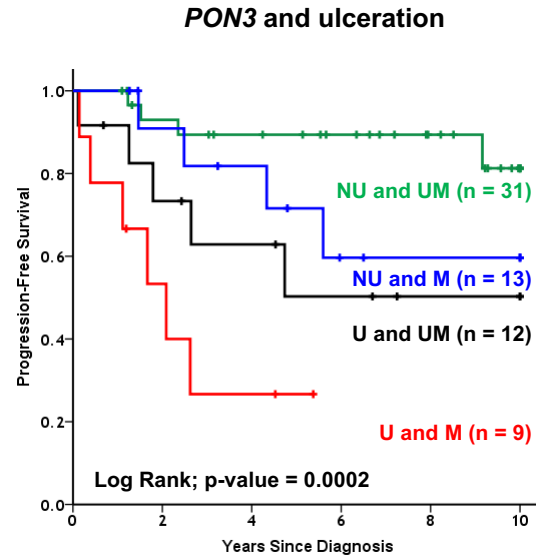 PON3 and ulceration
1.0
0.8
0.6
0.4
0.2
0.0
Progression-Free Survival
NU and UM (n = 31)
NU and M (n = 13)
U and UM (n = 12)
U and M (n = 9)
Log Rank; p-value = 0.0002
0 2 4 6 8 10
Years Since Diagnosis